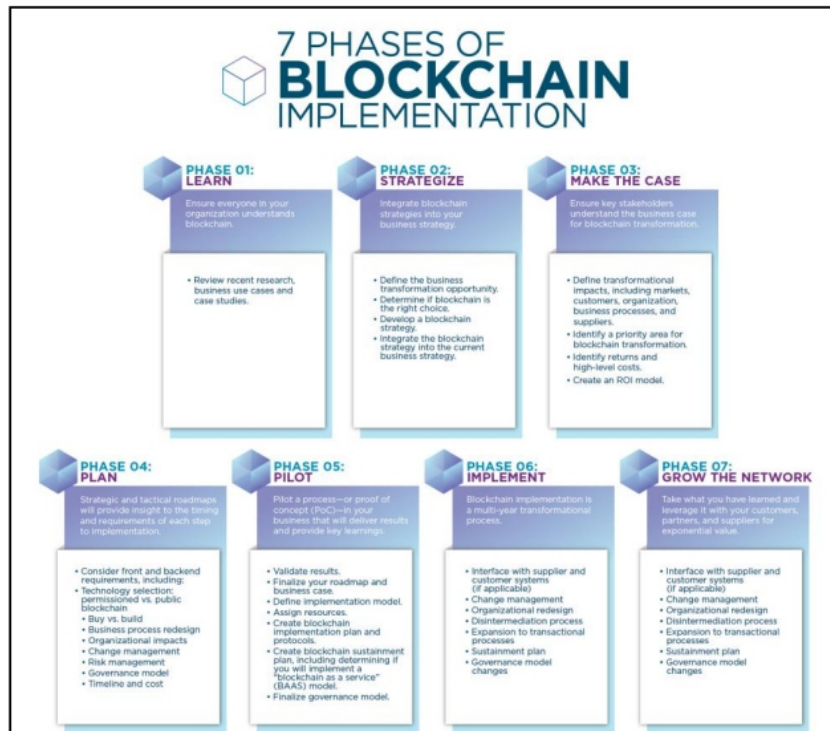 7 PHASES OF
BLOCKCHAIN
IMPLEMENTATION
PHASE 01:
LEARN
Ensure everyone in your
organization understands
blockchain.
• Review recent research,
business use cases and
case studies.
PHASE 02:
STRATEGIZE
Integrate blockchain
strategies into your
business strategy.
• Define the business
transformation opportunity.
• Determine if blockchain is
the right choice.
• Develop a blockchain
strategy.
• Integrate the blockchain
strategy into the current
business strategy.
PHASE 03:
MAKE THE CASE
Ensure key stakeholders
understand the business case
for blockchain transformation.
• Define transformational
impacts, including markets,
customers, organization,
business processes, and
suppliers.
• Identify a priority area for
blockchain transformation.
• Identify returns and
high-level costs.
• Create an ROI model.
PHASE 04:
PLAN
Strategic and tactical roadmaps
will provide insight to the timing
and requirements of each step
to implementation.
• Consider front and backend
requirements, including:
• Technology selection:
permissioned vs. public
blockchain
• Buy vs. build
• Business process redesign
• Organizational impacts
• Change management
• Risk management
• Governance model
• Timeline and cost
PHASE 05:
PILOT
Pilot a process—or proof of
concept (PoC)—in your
business that will deliver results
and provide key learnings.
• Validate results.
• Finalize your roadmap and
business case.
• Define implementation model.
• Assign resources.
• Create blockchain
implementation plan and
protocols.
• Create blockchain sustainment
plan, including determining if
you will implement a
"blockchain as a service"
(BAAS) model.
• Finalize governance model.
PHASE 06:
IMPLEMENT
Blockchain implementation is
a multi-year transformational
process.
• Interface with supplier and
customer systems
(if applicable)
• Change management
• Organizational redesign
• Disintermediation process
• Expansion to transactional
processes
• Sustainment plan
• Governance model
changes
PHASE 07:
GROW THE NETWORK
Take what you have learned and
leverage it with your customers,
partners, and suppliers for
exponential value.
• Interface with supplier and
customer systems
(if applicable)
• Change management
• Organizational redesign
• Disintermediation process
• Expansion to transactional
processes
• Sustainment plan
• Governance model
changes